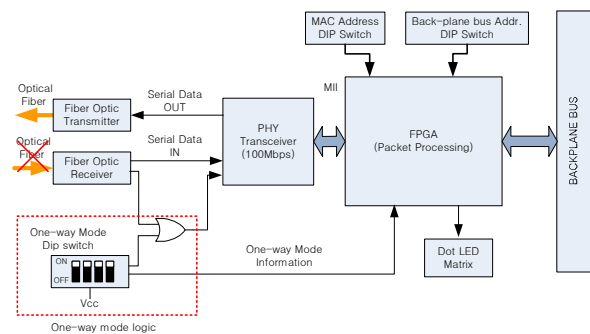 MAC Address
DIP Switch
Back-plane bus Addr.
DIP Switch
Optical
Fiber
Fiber Optic
Transmitter
Serial Data
OUT
PHY
Transceiver
(100Mbps)
MII
FPGA
(Packet Processing)
BACKPLANE BUS
Optical
Fiber
Fiber Optic
Receiver
Serial Data
IN
One-way Mode
Dip switch
ON
OFF
Vcc
One-way Mode
Information
Dot LED
Matrix
One-way mode logic